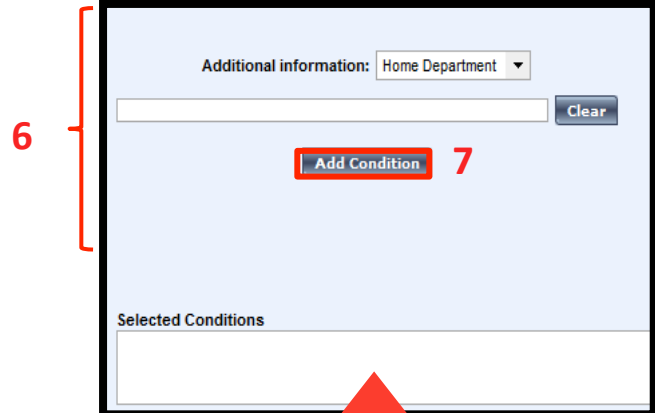 Additional information: Home Department
Clear
6
Add Condition 7
Selected Conditions